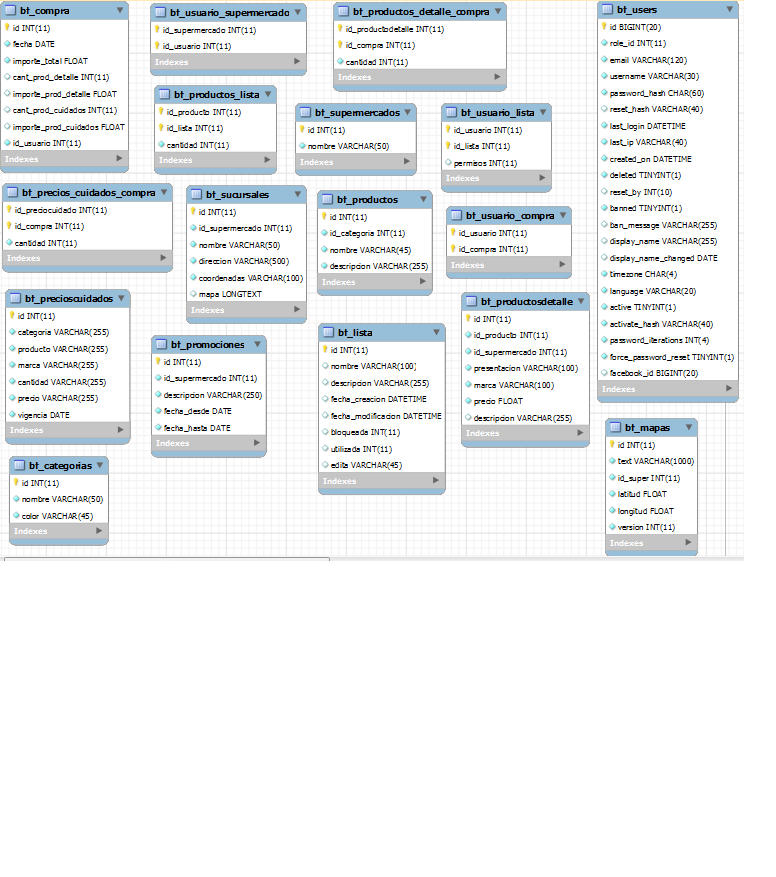 bt_compra
id INT(11)
fecha DATE
importe_total FLOAT
cant_prod_detalle INT(11)
importe_prod_detalle FLOAT
cant_prod_cuidados INT(11)
importe_prod_cuidados FLOAT
id_usuario INT(11)
Indexes
bt_usuario_supermercado
id_supermercado INT(11)
id_usuario INT(11)
Indexes
bt_productos_detalle_compra
id_productodetalle INT(11)
id_compra INT(11)
cantidad INT(11)
Indexes
bt_users
id BIGINT(20)
role_id INT(11)
email VARCHAR(120)
username VARCHAR(30)
password_hash CHAR(60)
reset_hash VARCHAR(40)
last_login DATETIME
last_ip VARCHAR(40)
created_on DATETIME
deleted TINYINT(1)
reset_by INT(10)
banned TINYINT(1)
ban_message VARCHAR(255)
display_name VARCHAR(255)
display_name_changed DATE
timezone CHAR(4)
language VARCHAR(20)
active TINYINT(1)
activate_hash VARCHAR(40)
password_iterations INT(4)
force_password_reset TINYINT(1)
facebook_id BIGINT(20)
Indexes
bt_productos_lista
id_producto INT(11)
id_lista INT(11)
cantidad INT(11)
Indexes
bt_supermercados
id INT(11)
nombre VARCHAR(50)
Indexes
bt_usuario_lista
id_usuario INT(11)
id_lista INT(11)
permisos INT(11)
Indexes
bt_precios_cuidados_compra
id_preciocuidado INT(11)
id_compra INT(11)
cantidad INT(11)
Indexes
bt_sucursales
id INT(11)
id_supermercado INT(11)
nombre VARCHAR(50)
direccion VARCHAR(500)
coordenadas VARCHAR(100)
mapa LONGTEXT
Indexes
bt_productos
id INT(11)
id_categoria INT(11)
nombre VARCHAR(45)
descripcion VARCHAR(255)
Indexes
bt_usuario_compra
id_usuario INT(11)
id_compra INT(11)
Indexes
bt_precioscuidados
id INT(11)
categoria VARCHAR(255)
producto VARCHAR(255)
marca VARCHAR(255)
cantidad VARCHAR(255)
precio VARCHAR(255)
vigencia DATE
Indexes
bt_promociones
id INT(11)
id_supermercado INT(11)
descripcion VARCHAR(250)
fecha_desde DATE
fecha_hasta DATE
Indexes
bt_lista
id INT(11)
nombre VARCHAR(100)
descripcion VARCHAR(255)
fecha_creacion DATETIME
fecha_modificacion DATETIME
bloqueada INT(11)
utilizada INT(11)
edita VARCHAR(45)
Indexes
bt_productosdetalle
id INT(11)
id_producto INT(11)
id_supermercado INT(11)
presentacion VARCHAR(100)
marca VARCHAR(100)
precio FLOAT
descripcion VARCHAR(255)
Indexes
bt_categorias
id INT(11)
nombre VARCHAR(50)
color VARCHAR(45)
Indexes
bt_mapas
id INT(11)
text VARCHAR(1000)
id_super INT(11)
latitud FLOAT
longitud FLOAT
version INT(11)
Indexes